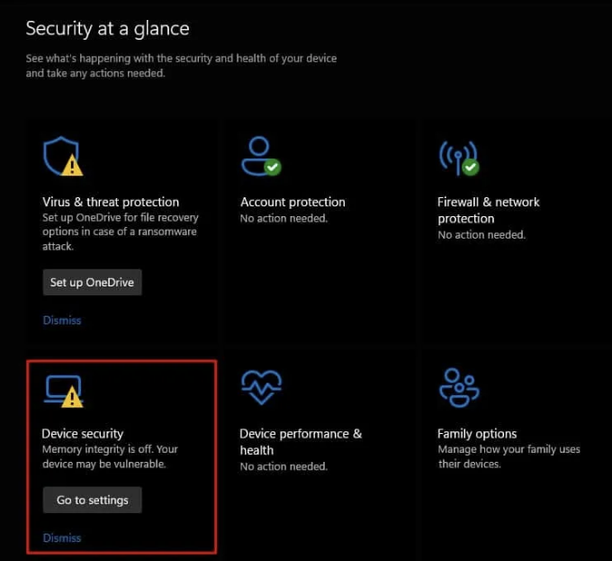 Security at a glance
See what's happening with the security and health of your device
and take any actions needed.
Virus & threat protection
Set up OneDrive for file recovery
options in case of a ransomware
attack.
Set up OneDrive
Dismiss
Account protection
No action needed.
Firewall & network
protection
No action needed.
Device security
Memory integrity is off. Your
device may be vulnerable.
Go to settings
Dismiss
Device performance &
health
No action needed.
Family options
Manage how your family uses
their devices.